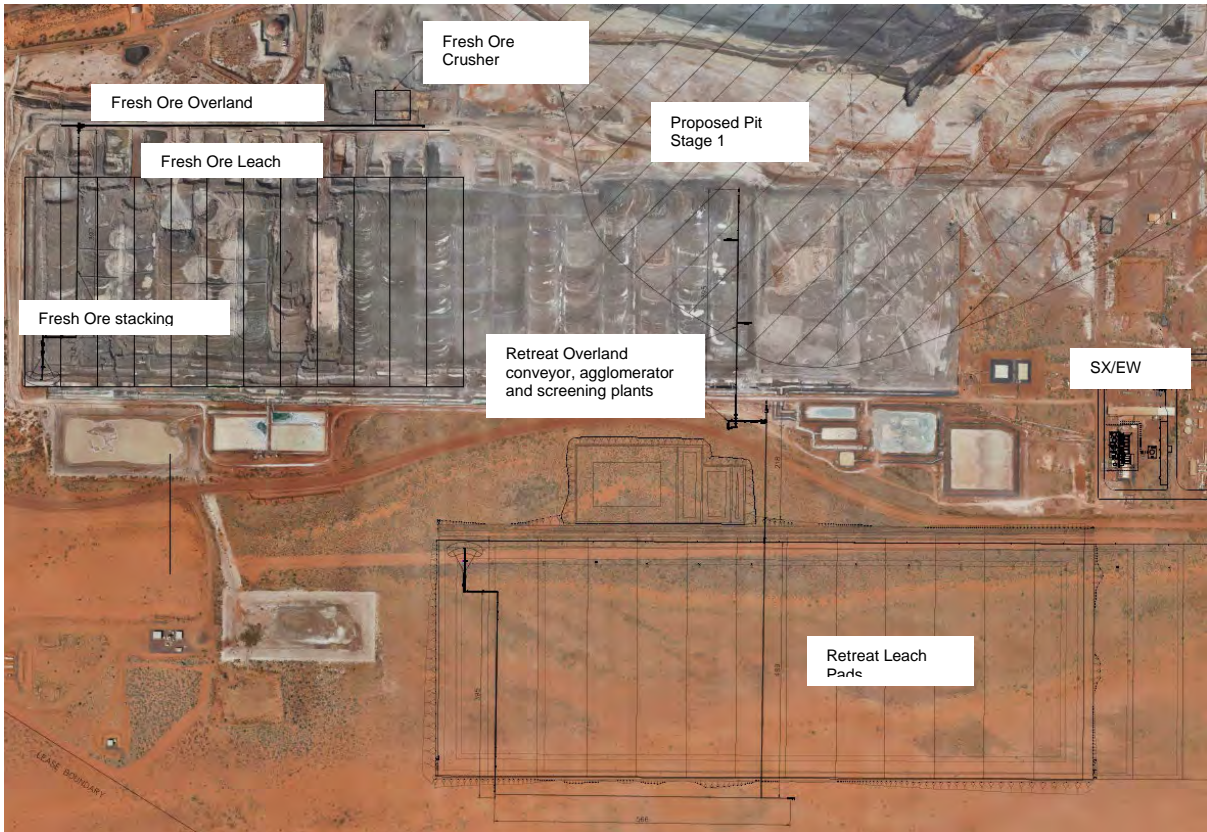 Fresh Ore
Crusher
Fresh Ore Overland
Proposed Pit
Stage 1
Fresh Ore Leach
Fresh Ore stacking
Retreat Overland
conveyor, agglomerator
and screening plants
SX/EW
Retreat Leach
Pads
LEASE BOUNDARY
566